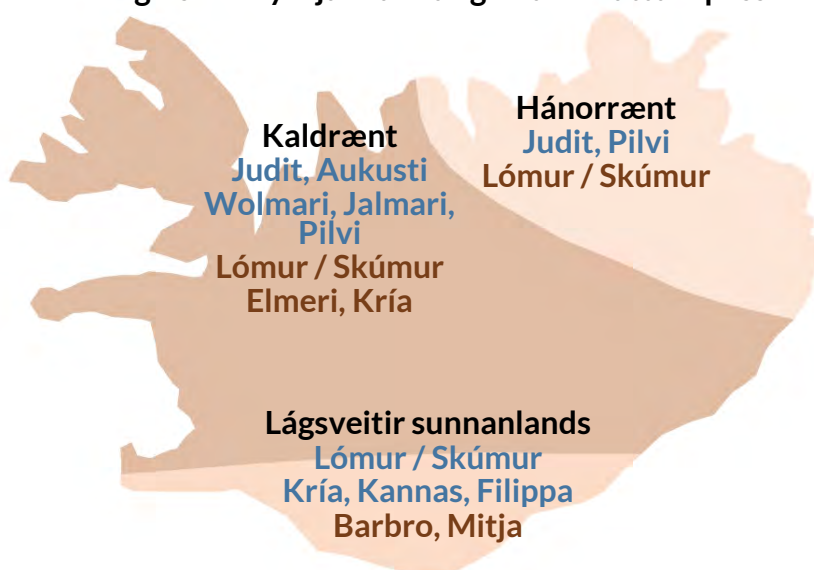 Kaldrænt
Judit, Aukusti
Wolmari, Jalmari,
Pilvi
Lómur / Skúmur
Elmeri, Kría
Hánorrænt
Judit, Pilvi
Lómur / Skúmur
Lágsveitir sunnanlands
Lómur / Skúmur
Kría, Kannas, Filippa
Barbro, Mitja